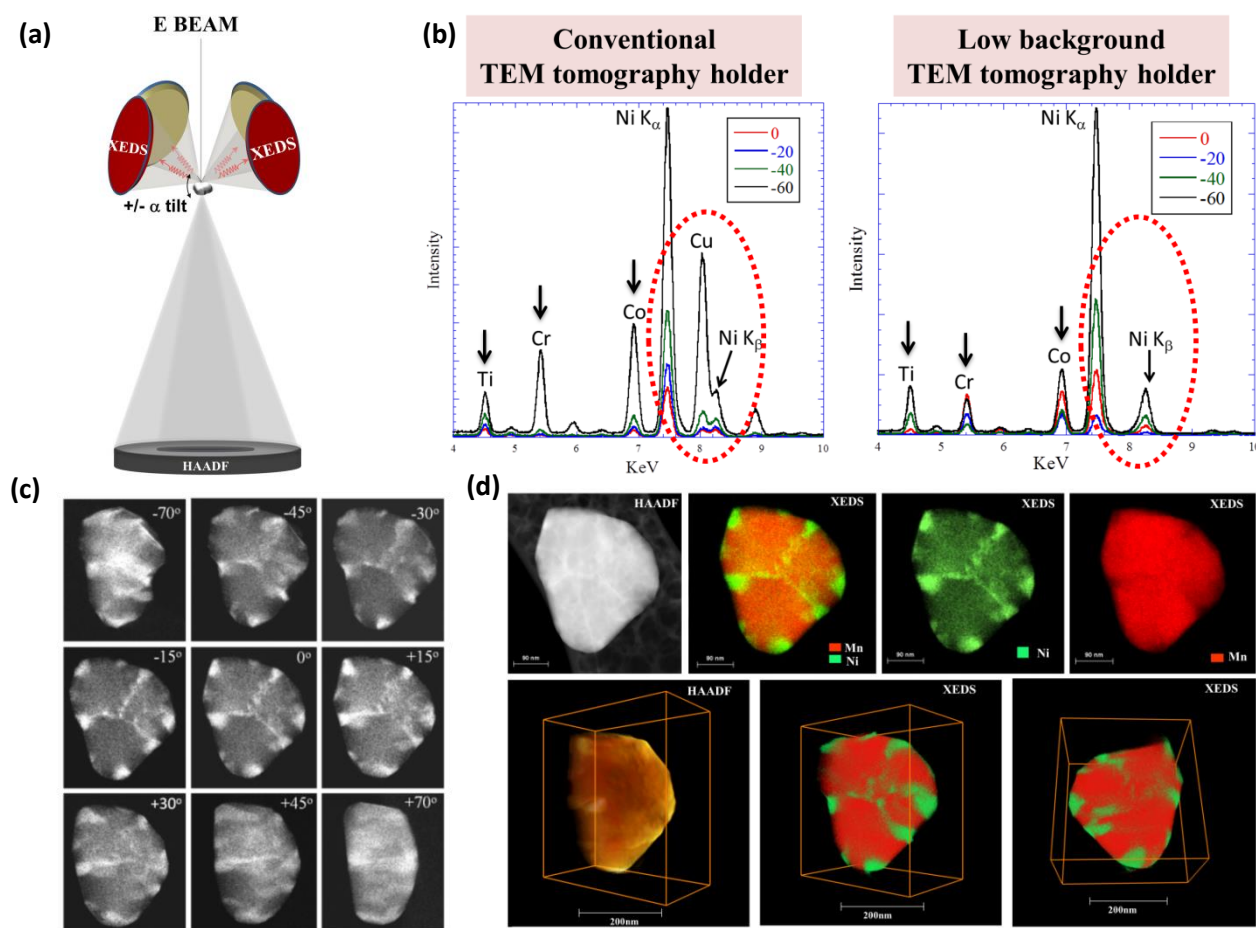 (a)
E BEAM
XEDS
XEDS
+/- α tilt
HAADF
(b)
Conventional
TEM tomography holder
Low background
TEM tomography holder
Ni Kα
0
-20
-40
-60
Cu
Co
Cr
Ti
Ni Kβ
Intensity
4 5 6 7 8 9 10
KeV
Ni Kα
0
-20
-40
-60
Ni Kβ
Co
Cr
Ti
Intensity
4 5 6 7 8 9 10
KeV
(c)
-70° -45° -30°
-15° 0° +15°
+30° +45° +70°
(d)
HAADF
90 nm
XEDS
90 nm
Mn
Ni
XEDS
90 nm
Ni
XEDS
90 nm
Mn
HAADF
200nm
XEDS
200nm
XEDS
200nm